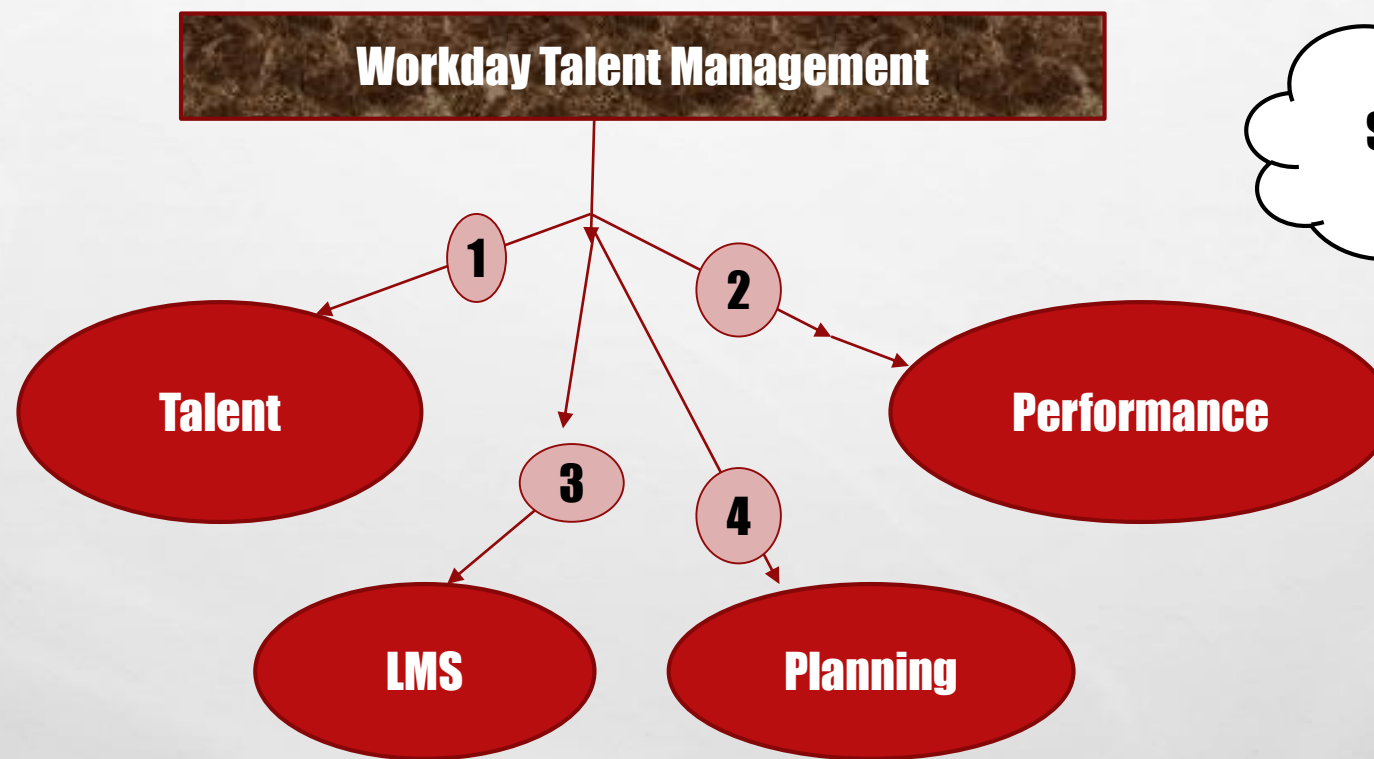 Workday Talent Management
S
1
2
Talent
Performance
3
4
LMS
Planning